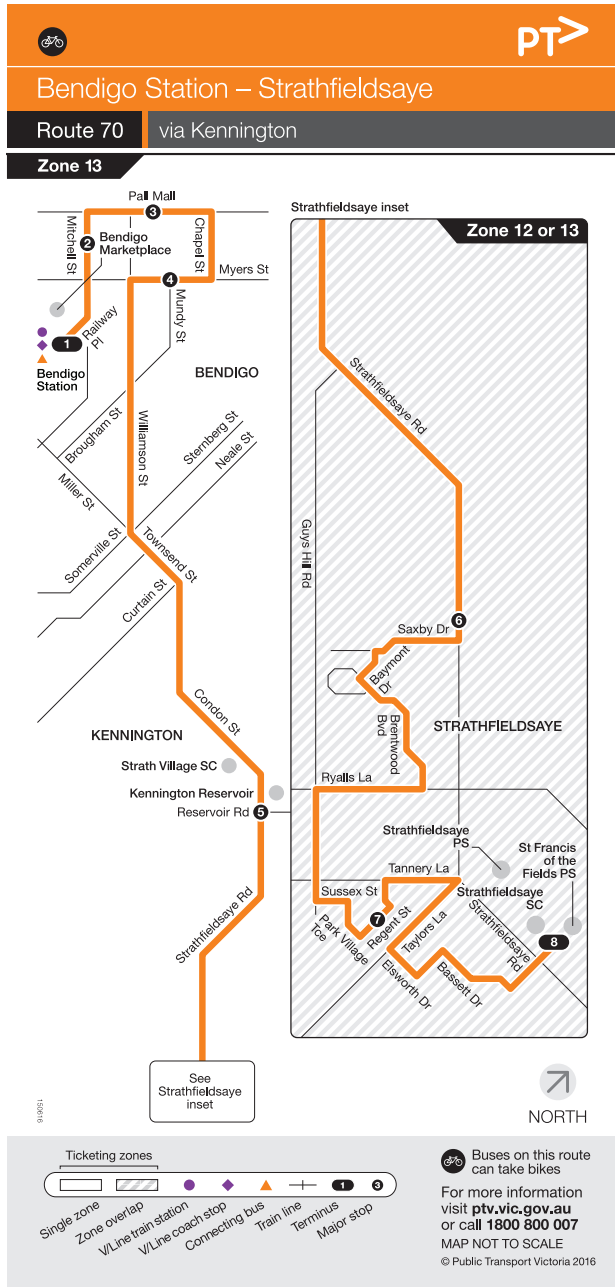 PT>
Bendigo Station – Strathfieldsaye
Route 70
via Kennington
Zone 13
Pall Mall
3
Mitchell St
2
Bendigo
Marketplace
Chapel St
Myers St
4
Mundy St
Railway
Pl
1
Bendigo
Station
BENDIGO
Brougham St
Williamson St
Sternberg St
Neale St
Miller St
Somerville St
Townsend St
Curtain St
Condon St
KENNINGTON
Strath Village SC
Kennington Reservoir
Reservoir Rd
5
Strathfieldsaye Rd
See
Strathfieldsaye
inset
Strathfieldsaye inset
Zone 12 or 13
Strathfieldsaye Rd
Guys Hill Rd
6
Saxby Dr
Baymont
Dr
Brentwood
Bvd
STRATHFIELDSAYE
Ryalls La
Strathfieldsaye
PS
St Francis
of the
Fields PS
Tannery La
Sussex St
Strathfieldsaye
SC
7
Regent St
Park Village
Tce
Taylors La
Strathfieldsaye
Rd
8
Elsworth Dr
Bassett Dr
150616
NORTH
Ticketing zones
Single zone
Zone overlap
V/Line train station
V/Line coach stop
Connecting bus
Train line
1
Terminus
3
Major stop
Buses on this route
can take bikes
For more information
visit ptv.vic.gov.au
or call 1800 800 007
MAP NOT TO SCALE
© Public Transport Victoria 2016